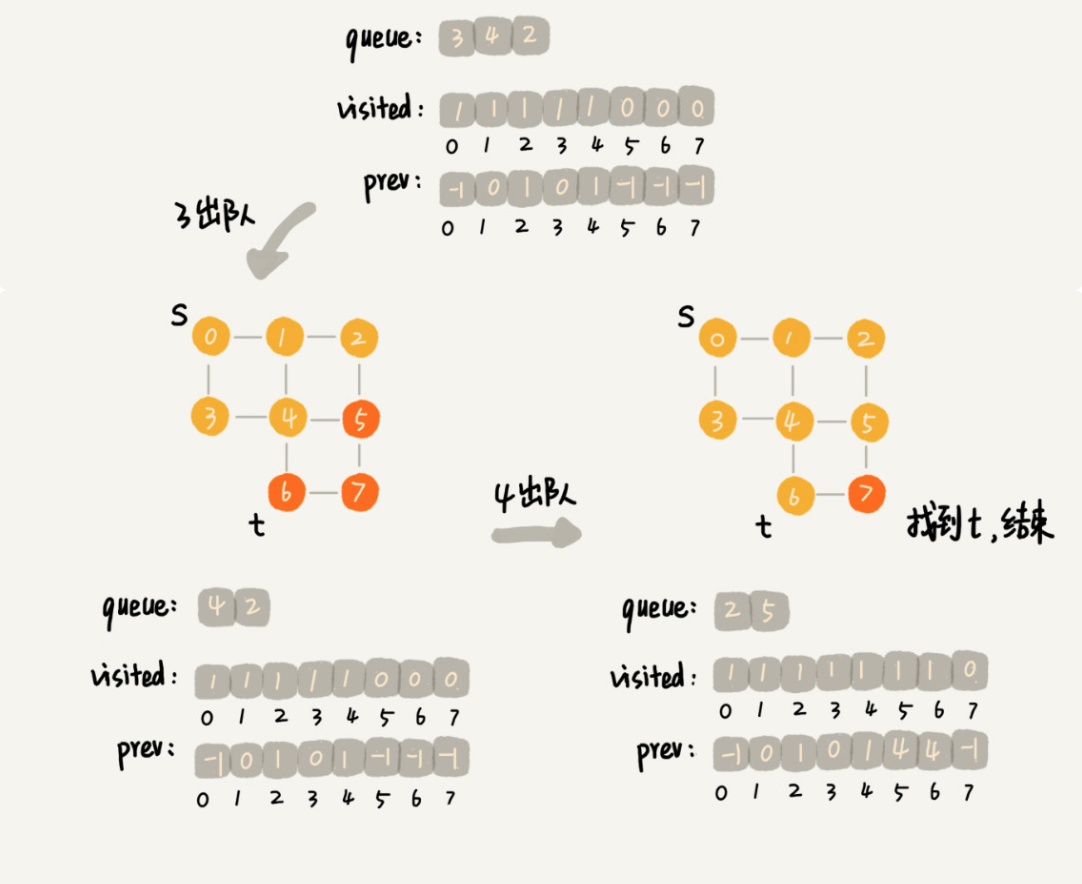 queue: 3 4 2
visited: 1 1 1 1 1 0 0 0
0 1 2 3 4 5 6 7
prev: -1 0 1 0 1 -1 -1 -1
0 1 2 3 4 5 6 7
3出队
S
0 1 2
3 4 5
6 7
t
queue: 4 2
visited: 1 1 1 1 1 0 0 0
0 1 2 3 4 5 6 7
prev: -1 0 1 0 1 -1 -1 -1
0 1 2 3 4 5 6 7
4出队
S
0 1 2
3 4 5
6 7
t
找到t,结束
queue: 2 5
visited: 1 1 1 1 1 1 1 0
0 1 2 3 4 5 6 7
prev: -1 0 1 0 1 4 4 -1
0 1 2 3 4 5 6 7